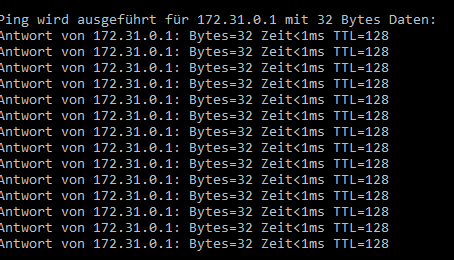 Ping wird ausgeführt für 172.31.0.1 mit 32 Bytes Daten:
Antwort von 172.31.0.1: Bytes=32 Zeit<1ms TTL=128
Antwort von 172.31.0.1: Bytes=32 Zeit<1ms TTL=128
Antwort von 172.31.0.1: Bytes=32 Zeit<1ms TTL=128
Antwort von 172.31.0.1: Bytes=32 Zeit<1ms TTL=128
Antwort von 172.31.0.1: Bytes=32 Zeit<1ms TTL=128
Antwort von 172.31.0.1: Bytes=32 Zeit<1ms TTL=128
Antwort von 172.31.0.1: Bytes=32 Zeit<1ms TTL=128
Antwort von 172.31.0.1: Bytes=32 Zeit<1ms TTL=128
Antwort von 172.31.0.1: Bytes=32 Zeit<1ms TTL=128
Antwort von 172.31.0.1: Bytes=32 Zeit<1ms TTL=128
Antwort von 172.31.0.1: Bytes=32 Zeit<1ms TTL=128
Antwort von 172.31.0.1: Bytes=32 Zeit<1ms TTL=128
Antwort von 172.31.0.1: Bytes=32 Zeit<1ms TTL=128
Antwort von 172.31.0.1: Bytes=32 Zeit<1ms TTL=128